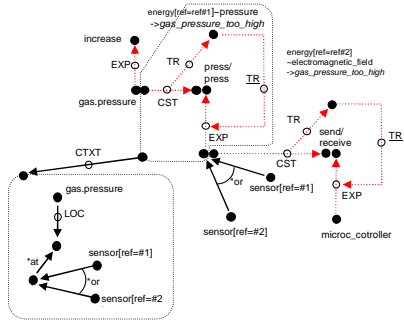 energy[ref=ref#1]~pressure
->gas_pressure_too_high
increase
TR
press/
press
energy[ref=ref#2]
~electromagnetic_field
->gas_pressure_too_high
EXP
TR
gas.pressure
CST
EXP
TR
send/
receive
TR
CTXT
*or
sensor[ref=#1]
CST
EXP
gas.pressure
sensor[ref=#2]
microc_cotroller
LOC
*at
sensor[ref=#1]
*or
sensor[ref=#2